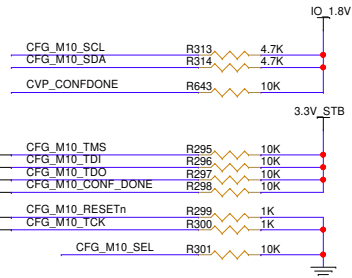 IO_1.8V
CFG_M10_SCL R313 4.7K
CFG_M10_SDA R314 4.7K
CVP_CONFDONE R643 10K
3.3V_STB
CFG_M10_TMS R295 10K
CFG_M10_TDI R296 10K
CFG_M10_TDO R297 10K
CFG_M10_CONF_DONE R298 10K
CFG_M10_RESETn R299 1K
CFG_M10_TCK R300 1K
CFG_M10_SEL R301 10K